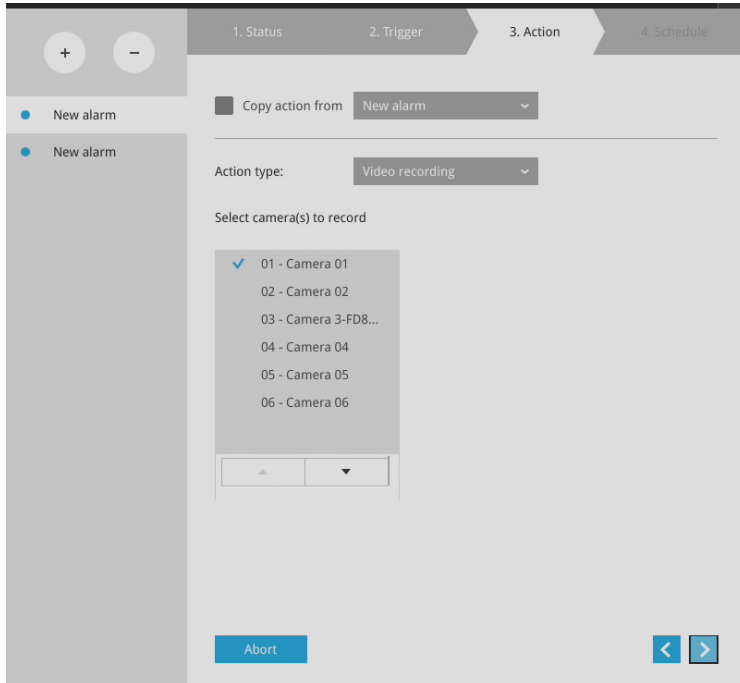 1. Status
2. Trigger
3. Action
4. Schedule
+
-
New alarm
New alarm
Copy action from
New alarm
Action type:
Video recording
Select camera(s) to record
01 - Camera 01
02 - Camera 02
03 - Camera 3-FD8...
04 - Camera 04
05 - Camera 05
06 - Camera 06
Abort